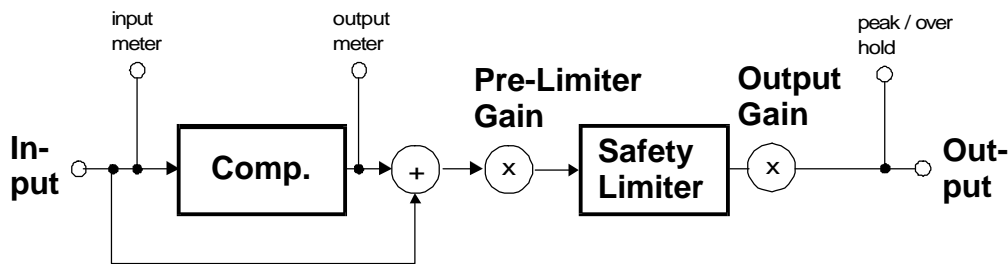 input
meter
output
meter
peak / over
hold
Pre-Limiter
Gain
Output
Gain
In-
put
Comp.
+
x
Safety
Limiter
x
Out-
put